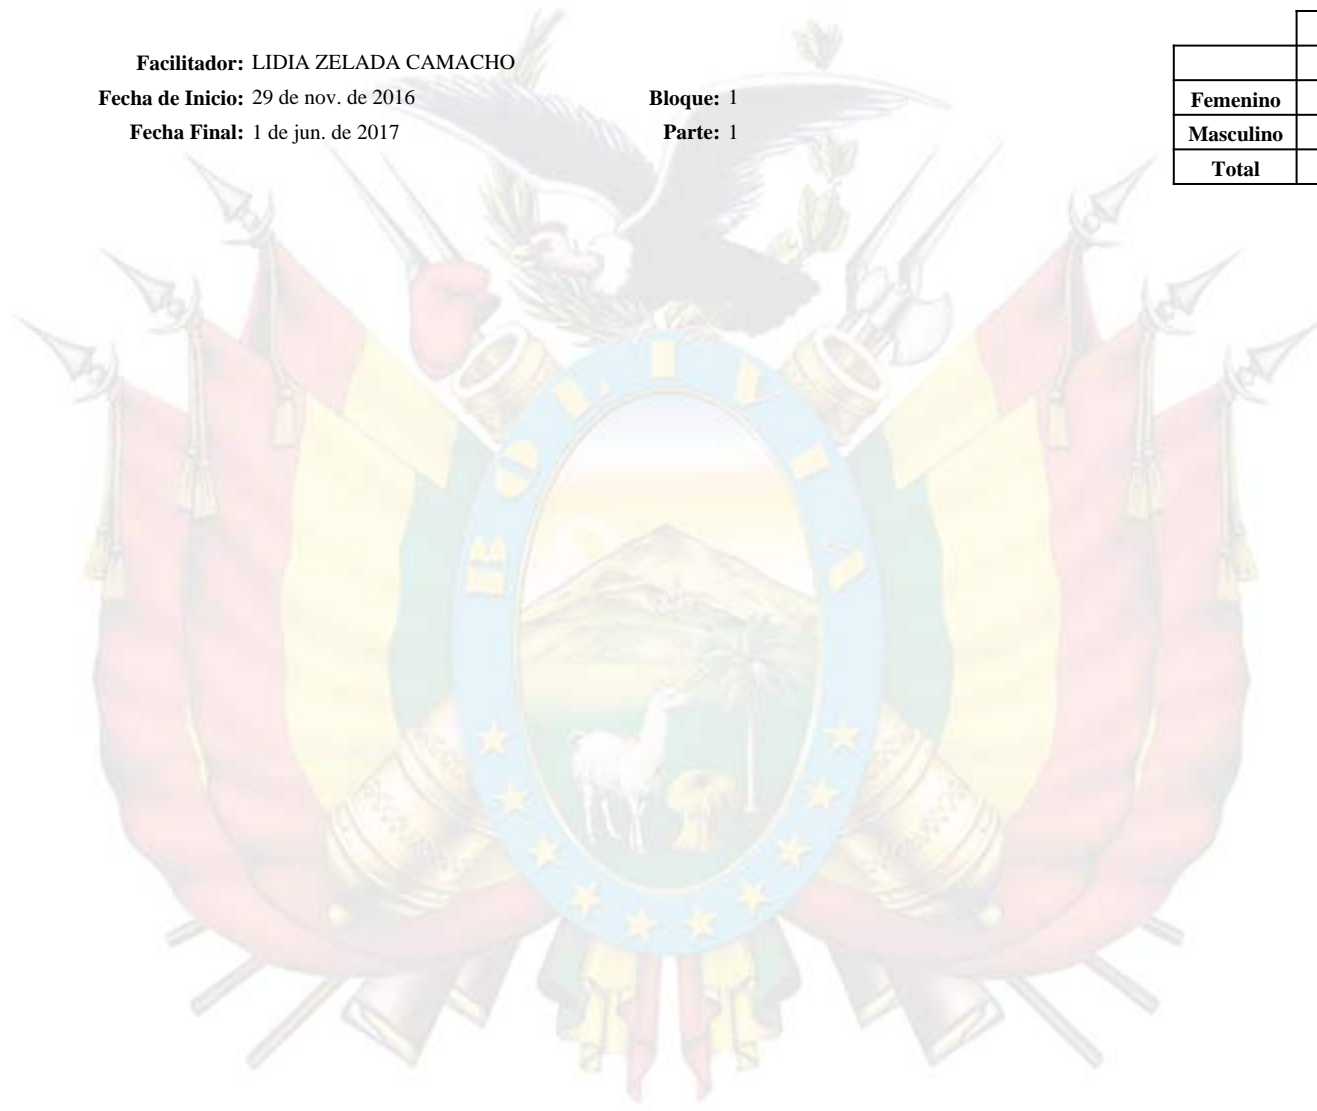 Facilitador: LIDIA ZELADA CAMACHO
Fecha de Inicio: 29 de nov. de 2016 Bloque: 1
Fecha Final: 1 de jun. de 2017 Parte: 1
Femenino
Masculino
Total
BOLIVIA